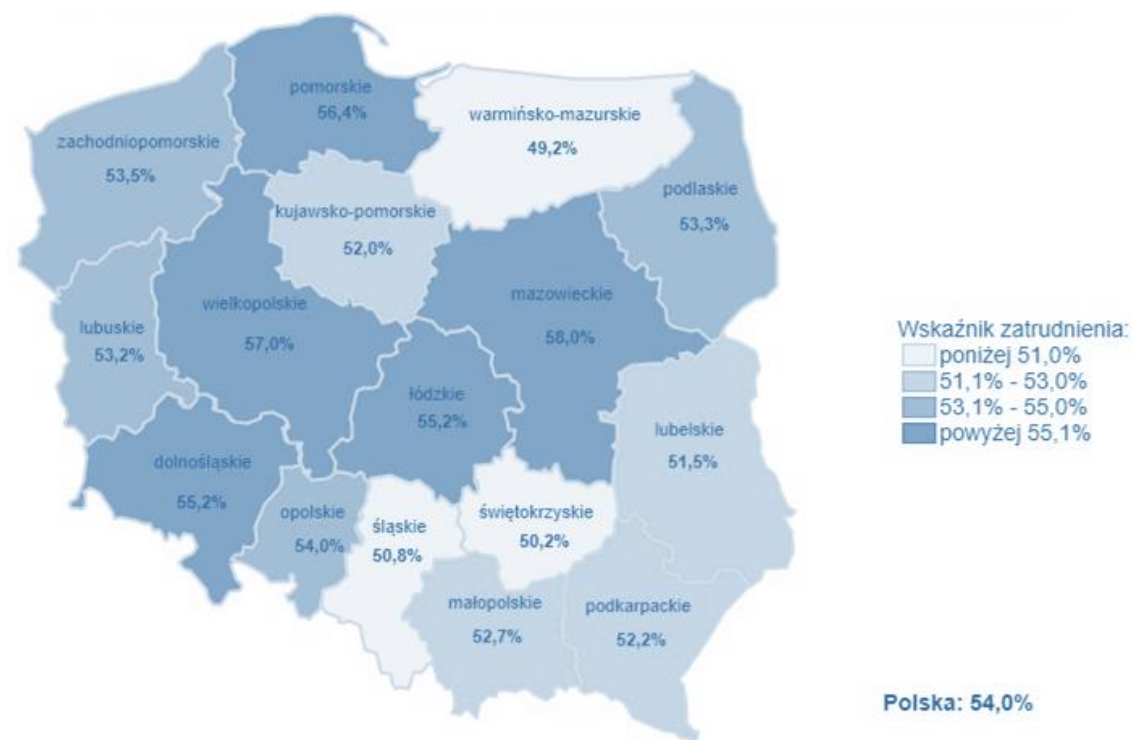 pomorskie
56,4%
warmińsko-mazurskie
49,2%
zachodniopomorskie
53,5%
podlaskie
53,3%
kujawsko-pomorskie
52,0%
wielkopolskie
57,0%
mazowieckie
58,0%
lubuskie
53,2%
łódzkie
55,2%
lubelskie
51,5%
dolnośląskie
55,2%
opolskie
54,0%
śląskie
50,8%
świętokrzyskie
50,2%
małopolskie
52,7%
podkarpackie
52,2%
Wskaźnik zatrudnienia:
poniżej 51,0%
51,1% - 53,0%
53,1% - 55,0%
powyżej 55,1%
Polska: 54,0%